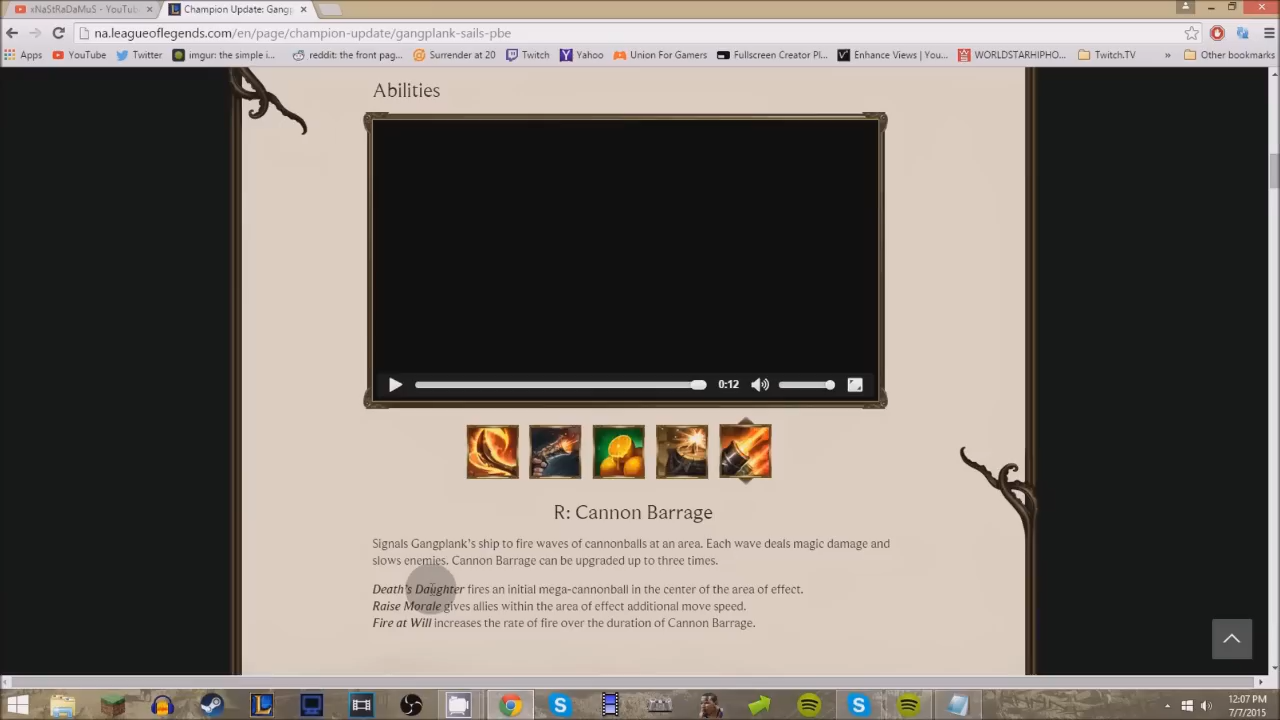 xNaStRaDaMuS - YouTub
Champion Update: Gangp
na.leagueoflegends.com/en/page/champion-update/gangplank-sails-pbe
Apps
YouTube
Twitter
imgur: the simple i...
reddit: the front pag...
Surrender at 20
Twitch
Yahoo
Union For Gamers
Fullscreen Creator Pl...
Enhance Views | You...
WORLDSTARHIPHO...
Twitch.TV
»
Other bookmarks
Abilities
0:12
R: Cannon Barrage
Signals Gangplank's ship to fire waves of cannonballs at an area. Each wave deals magic damage and
slows enemies. Cannon Barrage can be upgraded up to three times.
Death's Daughter fires an initial mega-cannonball in the center of the area of effect.
Raise Morale gives allies within the area of effect additional move speed.
Fire at Will increases the rate of fire over the duration of Cannon Barrage.
12:07 PM
7/7/2015